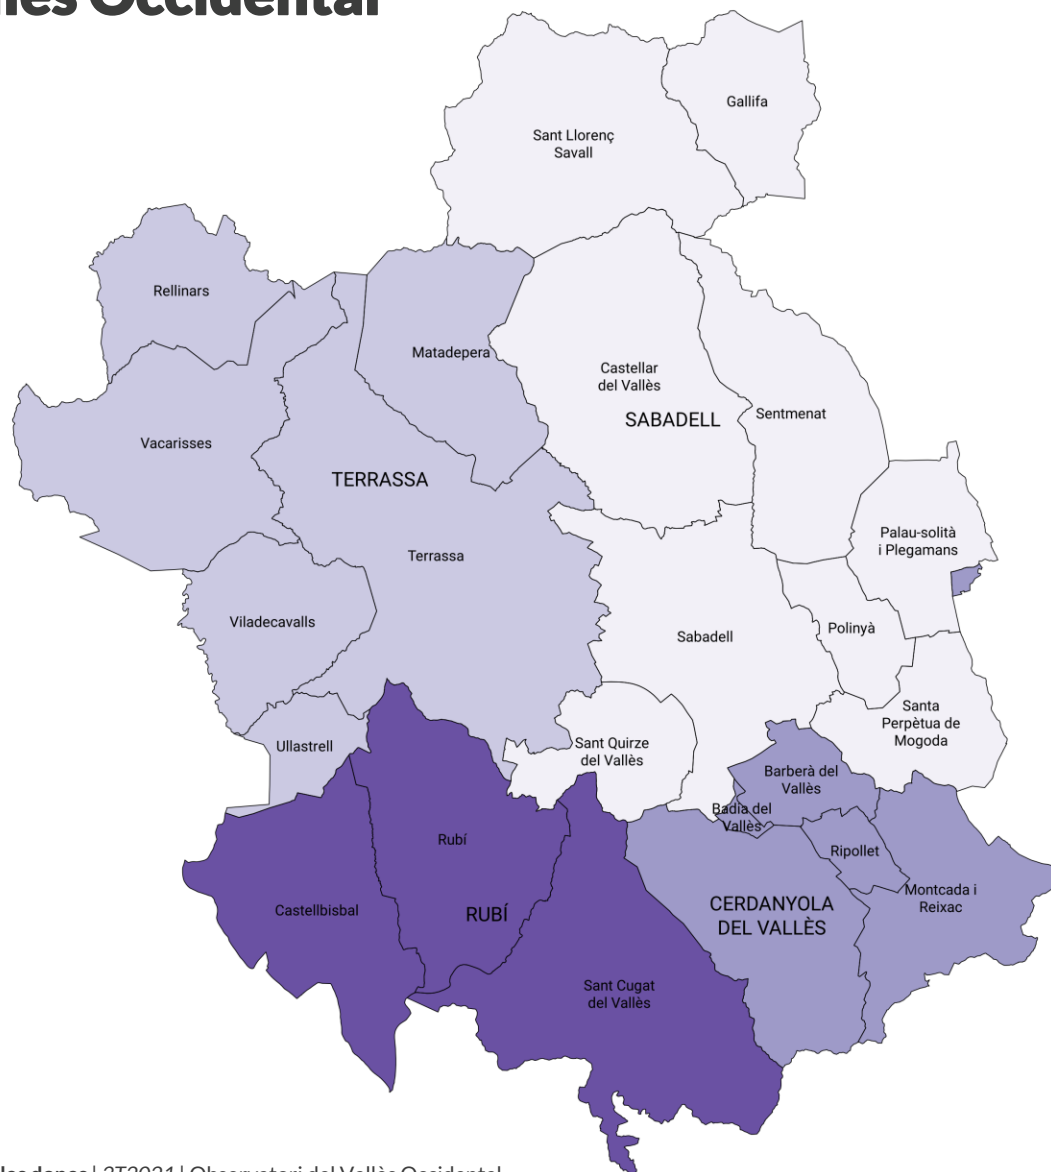 Occidental
Gallifa
Sant Llorenç
Savall
Rellinars
Matadepera
Castellar
del Vallès
SABADELL
Sentmenat
Vacarisses
TERRASSA
Palau-solità
i Plegamans
Terrassa
Viladecavalls
Polinyà
Sabadell
Santa
Perpètua de
Mogoda
Ullastrell
Sant Quirze
del Vallès
Barberà del
Vallès
Badia del
Vallès
Rubí
Ripollet
Montcada i
Reixac
CERDANYOLA
DEL VALLÈS
Castellbisbal
RUBÍ
Sant Cugat
del Vallès
| Observatori del Vallès Occidental